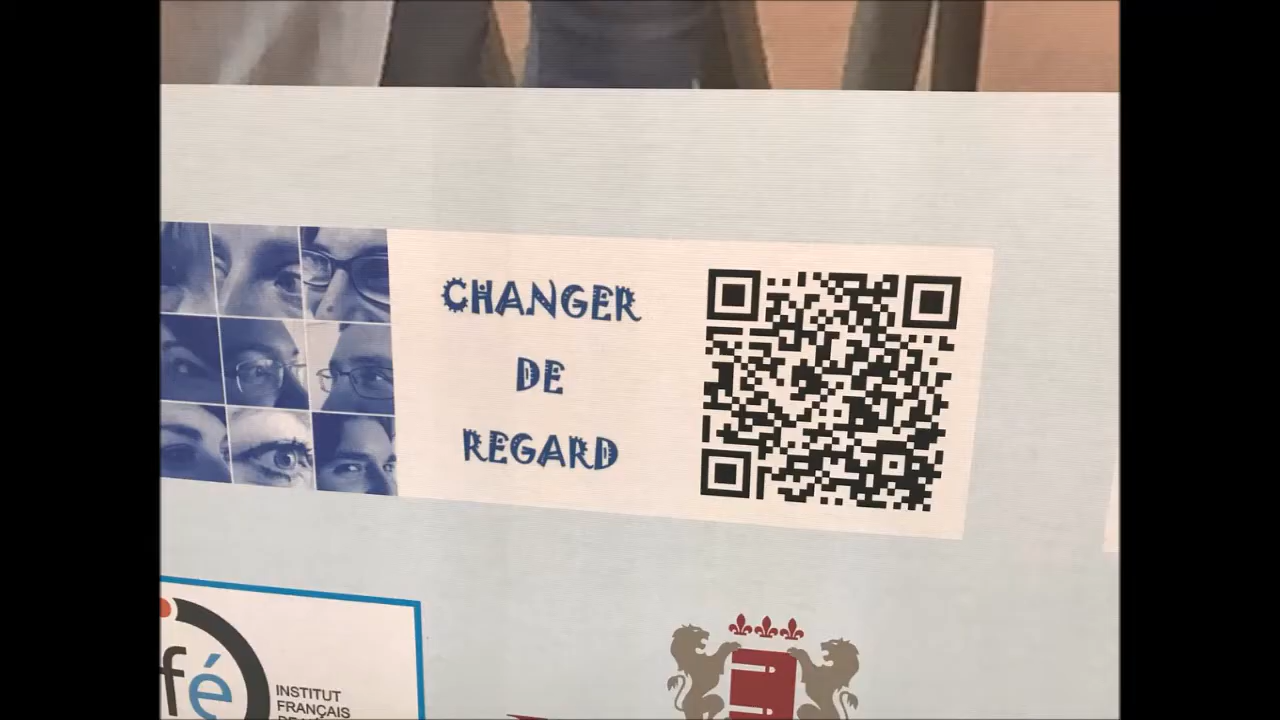 CHANGER
DE
REGARD
fé
INSTITUT
FRANÇAIS